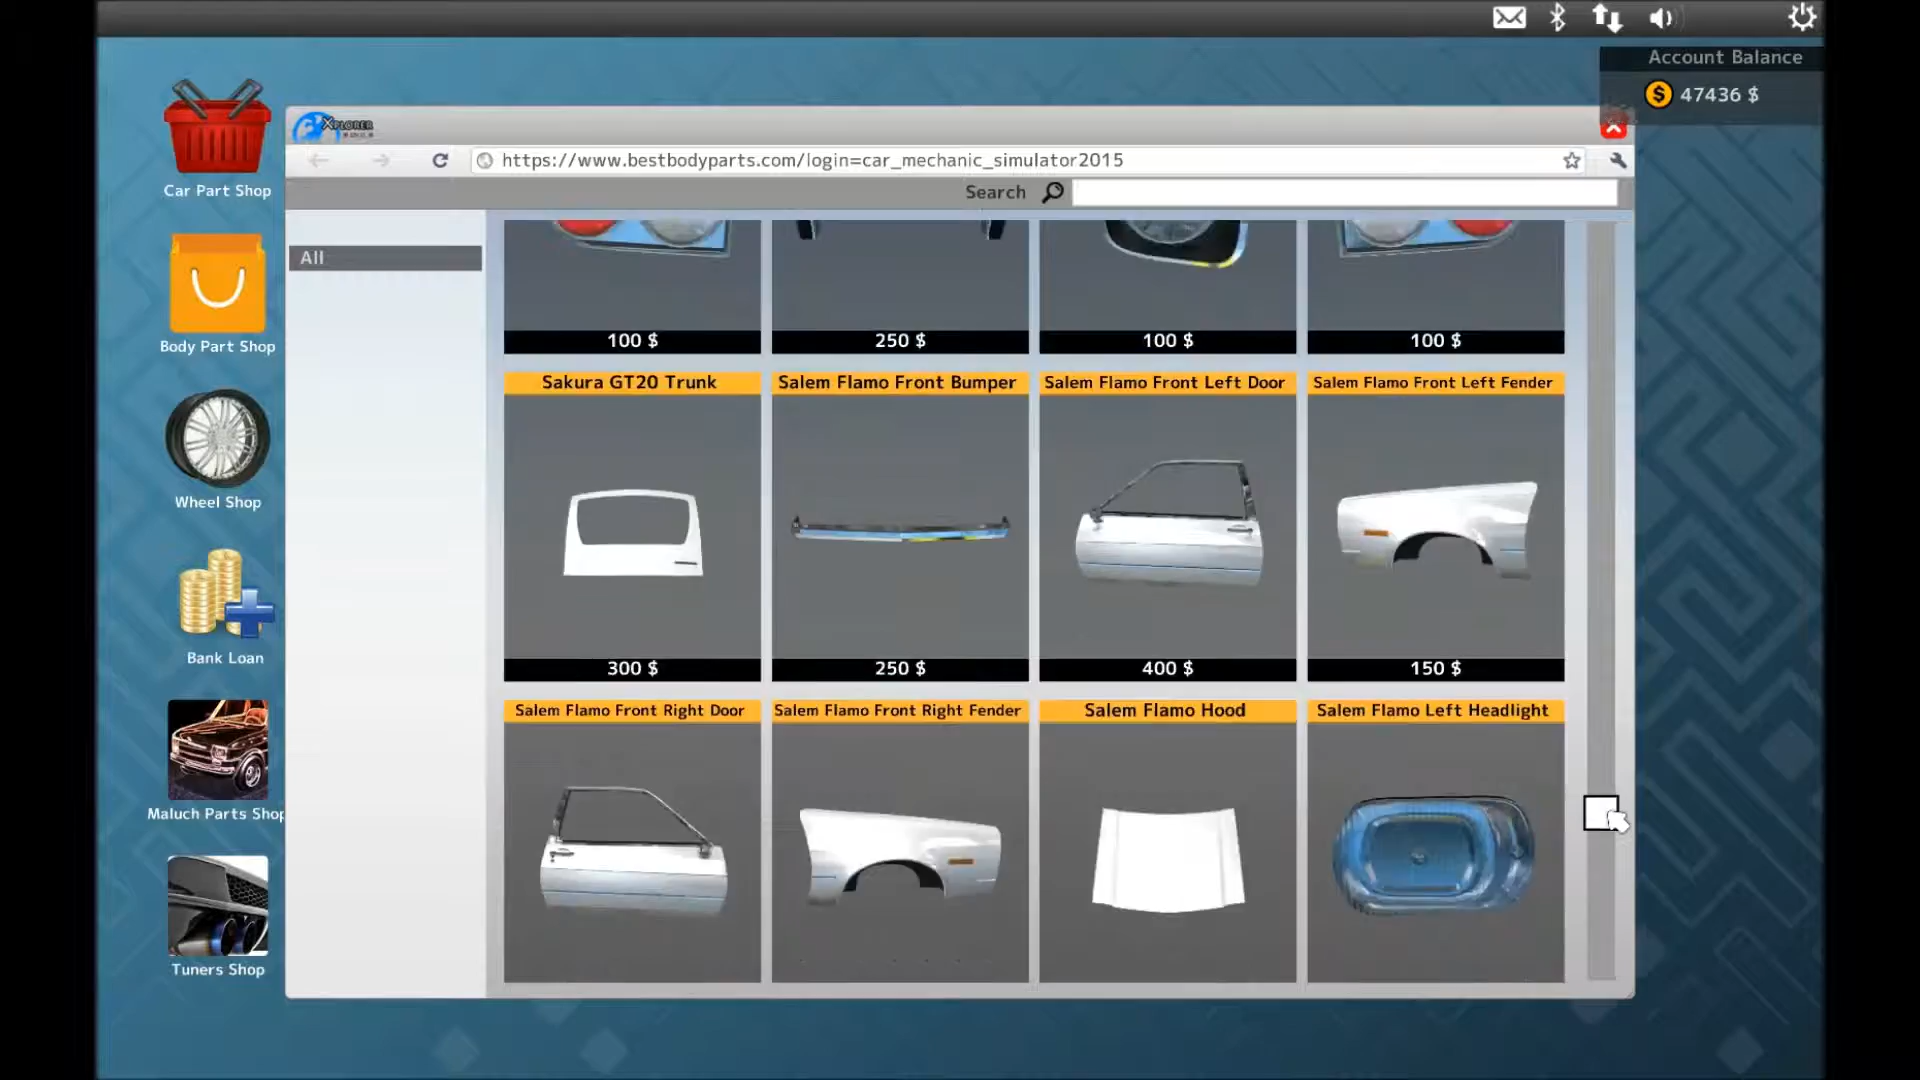 Account Balance
47436 $
XPLORER
https://www.bestbodyparts.com/login=car_mechanic_simulator2015
Search
All
Car Part Shop
Body Part Shop
Wheel Shop
Bank Loan
Maluch Parts Shop
Tuners Shop
100 $ 250 $ 100 $ 100 $
Sakura GT20 Trunk Salem Flamo Front Bumper Salem Flamo Front Left Door Salem Flamo Front Left Fender
300 $ 250 $ 400 $ 150 $
Salem Flamo Front Right Door Salem Flamo Front Right Fender Salem Flamo Hood Salem Flamo Left Headlight